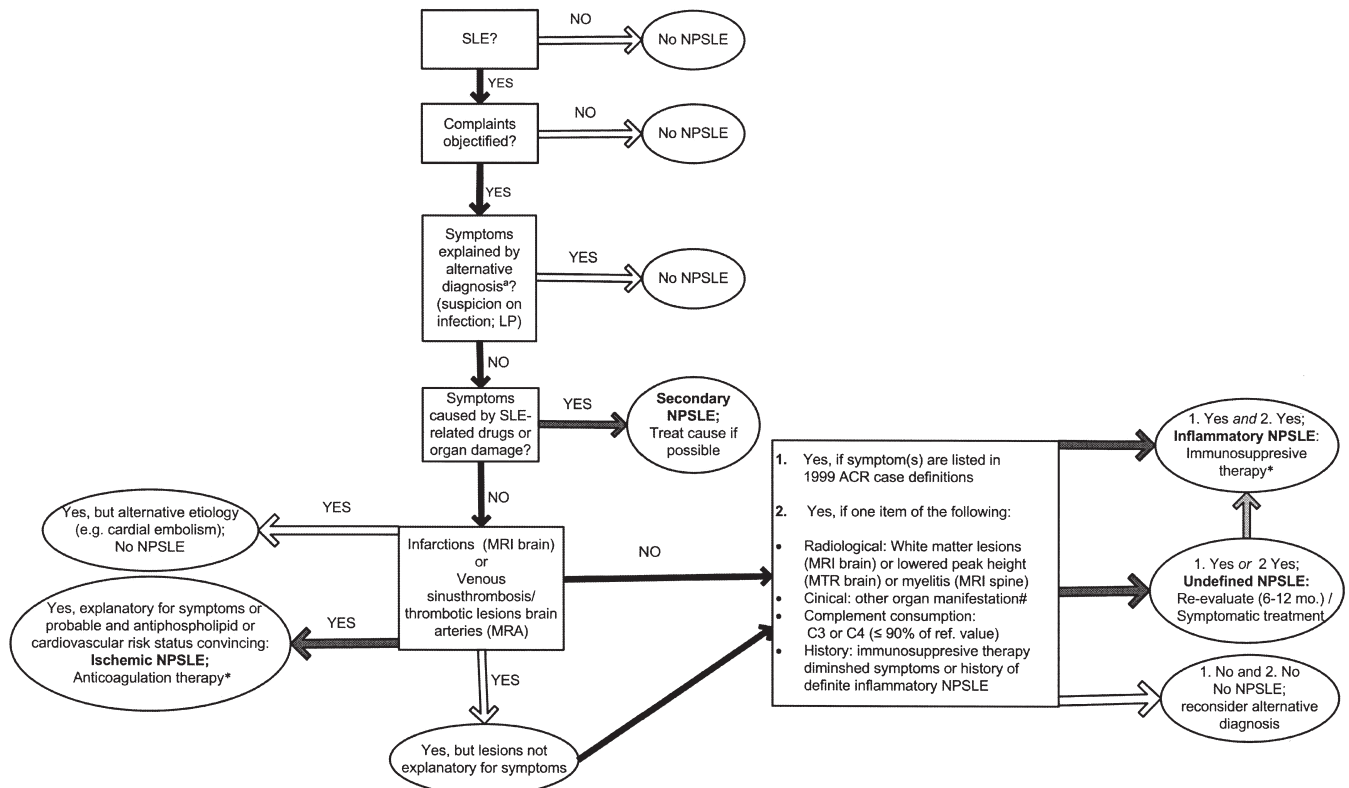 SLE?
NO
No NPSLE
YES
Complaints
objectified?
NO
No NPSLE
YES
Symptoms
explained by
alternative
diagnosisª?
(suspicion on
infection; LP)
YES
No NPSLE
NO
Symptoms
caused by SLE-
related drugs or
organ damage?
YES
Secondary
NPSLE;
Treat cause if
possible
NO
Infarctions (MRI brain)
or
Venous
sinusthrombosis/
thrombotic lesions brain
arteries (MRA)
YES
Yes, but alternative etiology
(e.g. cardial embolism);
No NPSLE
YES
Yes, explanatory for symptoms or
probable and antiphospholipid or
cardiovascular risk status convincing:
Ischemic NPSLE;
Anticoagulation therapy*
YES
Yes, but lesions not
explanatory for symptoms
NO
1. Yes, if symptom(s) are listed in
1999 ACR case definitions
2. Yes, if one item of the following:
• Radiological: White matter lesions
(MRI brain) or lowered peak height
(MTR brain) or myelitis (MRI spine)
• Cinical: other organ manifestation#
• Complement consumption:
C3 or C4 (≤ 90% of ref. value)
• History: immunosuppresive therapy
diminshed symptoms or history of
definite inflammatory NPSLE
1. Yes and 2. Yes;
Inflammatory NPSLE:
Immunosuppresive
therapy*
1. Yes or 2 Yes;
Undefined NPSLE:
Re-evaluate (6-12 mo.) /
Symptomatic treatment
1. No and 2. No
No NPSLE;
reconsider alternative
diagnosis